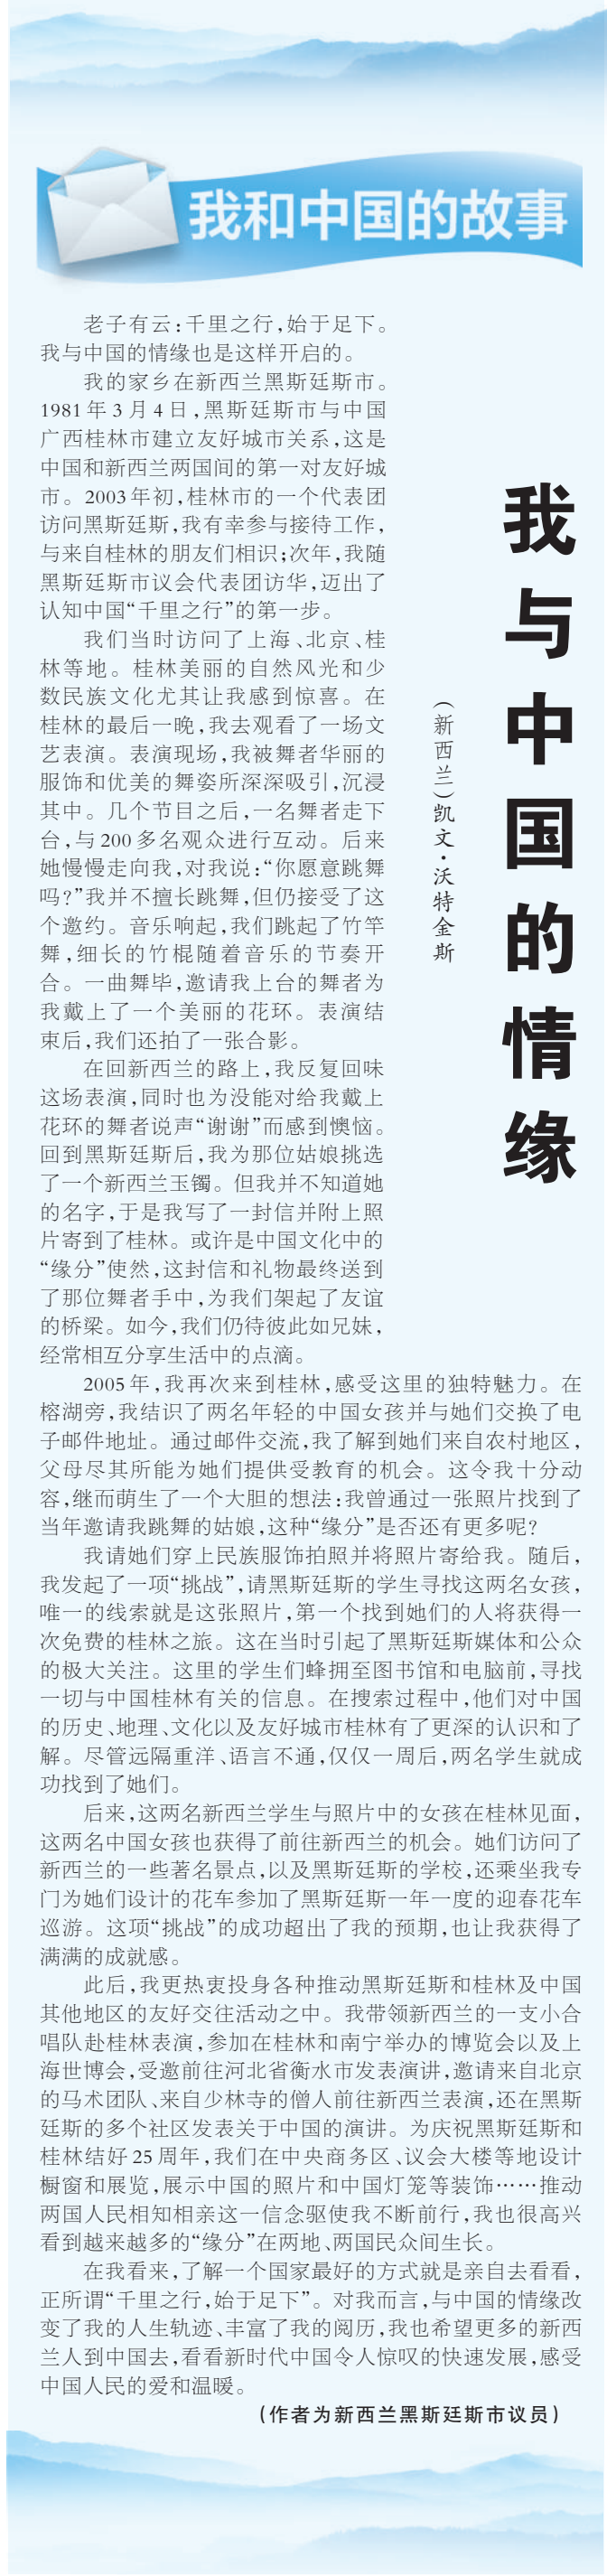 我和中国的故事
我与中国的情缘
(新西兰)凯文·沃特金斯
老子有云:千里之行,始于足下。
我与中国的情缘也是这样开启的。
我的家乡在新西兰黑斯廷斯市。
1981年3月4日,黑斯廷斯市与中国
广西桂林市建立友好城市关系,这是
中国和新西兰两国间的第一对友好城
市。2003年初,桂林市的一个代表团
访问黑斯廷斯,我有幸参与接待工作,
与来自桂林的朋友们相识;次年,我随
黑斯廷斯市议会代表团访华,迈出了
认知中国“千里之行”的第一步。
我们当时访问了上海、北京、桂
林等地。桂林美丽的自然风光和少
数民族文化尤其让我感到惊喜。在
桂林的最后一晚,我去观看了一场文
艺表演。表演现场,我被舞者华丽的
服饰和优美的舞姿所深深吸引,沉浸
其中。几个节目之后,一名舞者走下
台,与200多名观众进行互动。后来
她慢慢走向我,对我说:“你愿意跳舞
吗?”我并不擅长跳舞,但仍接受了这
个邀约。音乐响起,我们跳起了竹竿
舞,细长的竹棍随着音乐的节奏开
合。一曲舞毕,邀请我上台的舞者为
我戴上了一个美丽的花环。表演结
束后,我们还拍了一张合影。
在回新西兰的路上,我反复回味
这场表演,同时也为没能对给我戴上
花环的舞者说声“谢谢”而感到懊恼。
回到黑斯廷斯后,我为那位姑娘挑选
了一个新西兰玉镯。但我并不知道她
的名字,于是我写了一封信并附上照
片寄到了桂林。或许是中国文化中的
“缘分”使然,这封信和礼物最终送到
了那位舞者手中,为我们架起了友谊
的桥梁。如今,我们仍待彼此如兄妹,
经常相互分享生活中的点滴。
2005年,我再次来到桂林,感受这里的独特魅力。在
榕湖旁,我结识了两名年轻的中国女孩并与她们交换了电
子邮件地址。通过邮件交流,我了解到她们来自农村地区,
父母尽其所能为她们提供受教育的机会。这令我十分动
容,继而萌生了一个大胆的想法:我曾通过一张照片找到了
当年邀请我跳舞的姑娘,这种“缘分”是否还有更多呢?
我请她们穿上民族服饰拍照并将照片寄给我。随后,
我发起了一项“挑战”,请黑斯廷斯的学生寻找这两名女孩,
唯一的线索就是这张照片,第一个找到她们的人将获得一
次免费的桂林之旅。这在当时引起了黑斯廷斯媒体和公众
的极大关注。这里的学生们蜂拥至图书馆和电脑前,寻找
一切与中国桂林有关的信息。在搜索过程中,他们对中国
的历史、地理、文化以及友好城市桂林有了更深的认识和了
解。尽管远隔重洋、语言不通,仅仅一周后,两名学生就成
功找到了她们。
后来,这两名新西兰学生与照片中的女孩在桂林见面,
这两名中国女孩也获得了前往新西兰的机会。她们访问了
新西兰的一些著名景点,以及黑斯廷斯的学校,还乘坐我专
门为她们设计的花车参加了黑斯廷斯一年一度的迎春花车
巡游。这项“挑战”的成功超出了我的预期,也让我获得了
满满的成就感。
此后,我更热衷投身各种推动黑斯廷斯和桂林及中国
其他地区的友好交往活动之中。我带领新西兰的一支小合
唱队赴桂林表演,参加在桂林和南宁举办的博览会以及上
海世博会,受邀前往河北省衡水市发表演讲,邀请来自北京
的马术团队、来自少林寺的僧人前往新西兰表演,还在黑斯
廷斯的多个社区发表关于中国的演讲。为庆祝黑斯廷斯和
桂林结好25周年,我们在中央商务区、议会大楼等地设计
橱窗和展览,展示中国的照片和中国灯笼等装饰……推动
两国人民相知相亲这一信念驱使我不断前行,我也很高兴
看到越来越多的“缘分”在两地、两国民众间生长。
在我看来,了解一个国家最好的方式就是亲自去看看,
正所谓“千里之行,始于足下”。对我而言,与中国的情缘改
变了我的人生轨迹、丰富了我的阅历,我也希望更多的新西
兰人到中国去,看看新时代中国令人惊叹的快速发展,感受
中国人民的爱和温暖。
(作者为新西兰黑斯廷斯市议员)